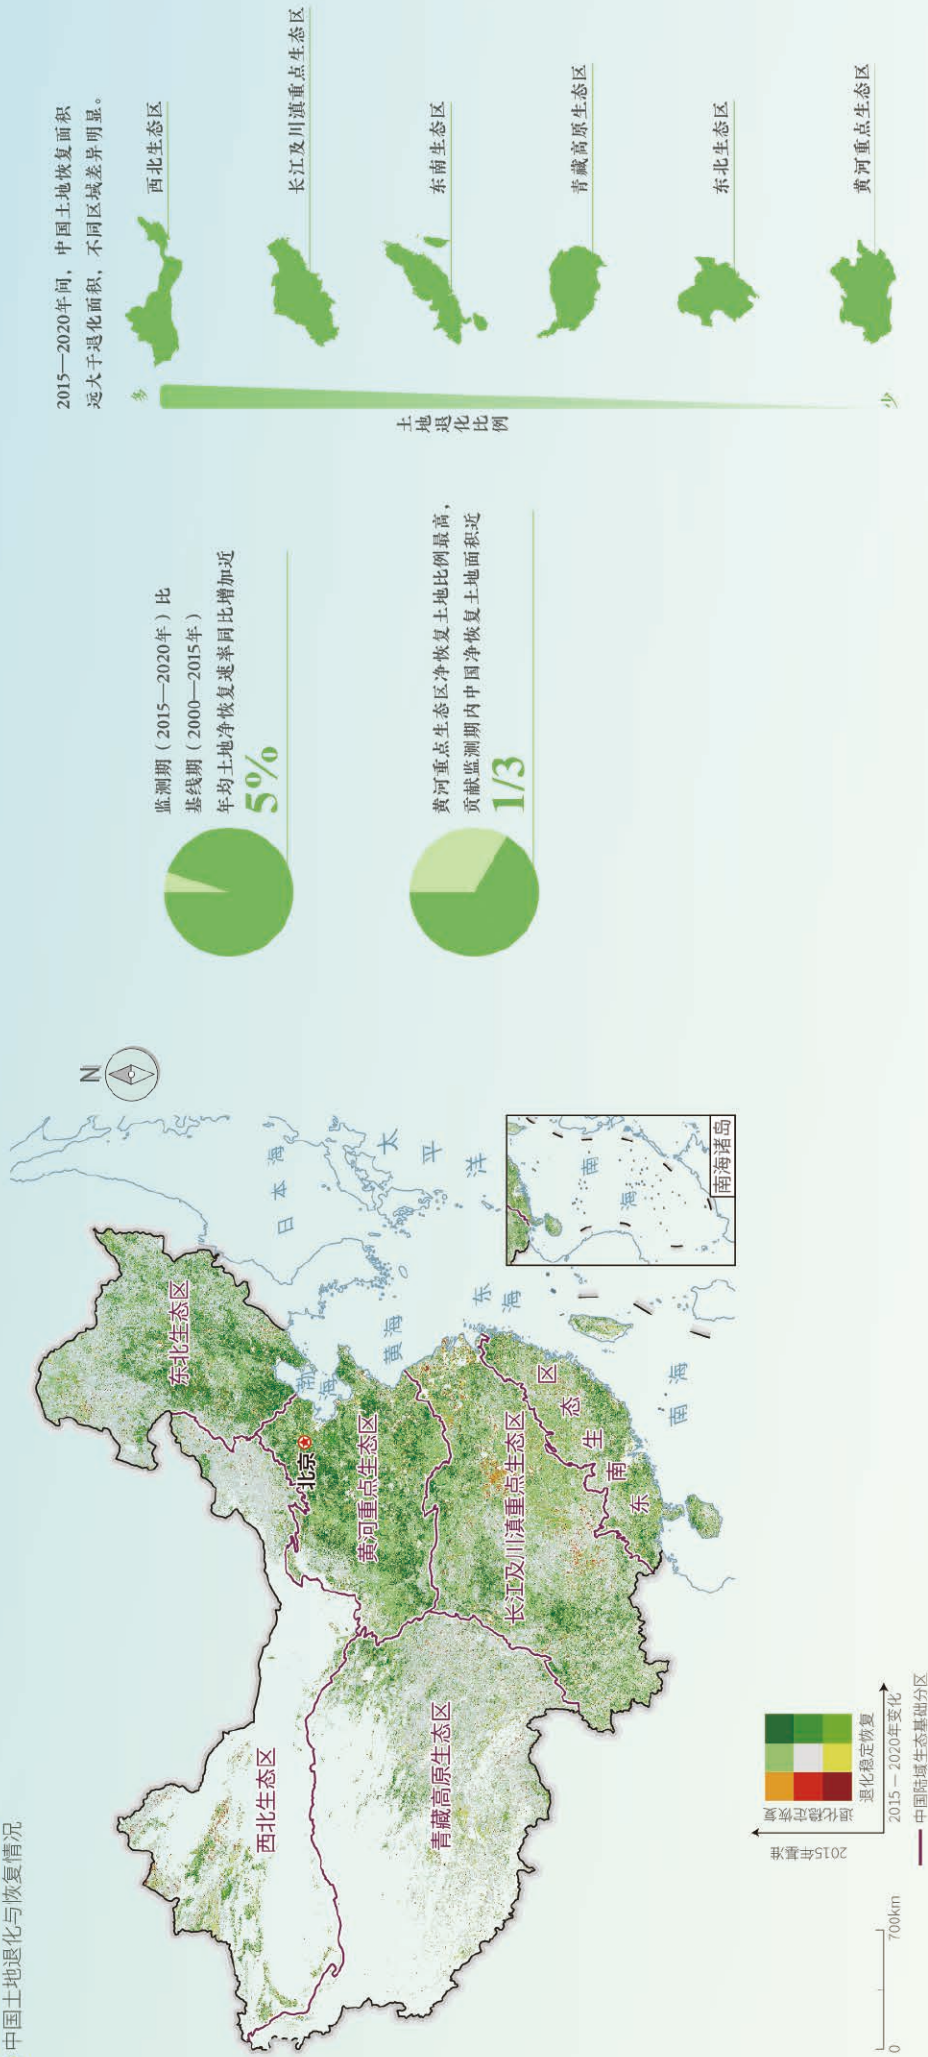 中国土地退化与恢复情况
N
西北生态区
青藏高原生态区
东北生态区
北京
黄河重点生态区
长江及川滇重点生态区
东南生态区
渤海
黄海
东海
南海
日本海
太平洋
南海
南海诸岛
0
700km
2015年基准
退化稳定恢复
退化稳定恢复
2015—2020年变化
中国陆域生态基础分区
监测期（2015—2020年）比
基线期（2000—2015年）
年均土地净恢复速率同比增加近
5%
黄河重点生态区净恢复土地比例最高，
贡献监测期内中国净恢复土地面积近
1/3
2015—2020年间，中国土地恢复面积
远大于退化面积，不同区域差异明显。
多
土地退化比例
少
西北生态区
长江及川滇重点生态区
东南生态区
青藏高原生态区
东北生态区
黄河重点生态区